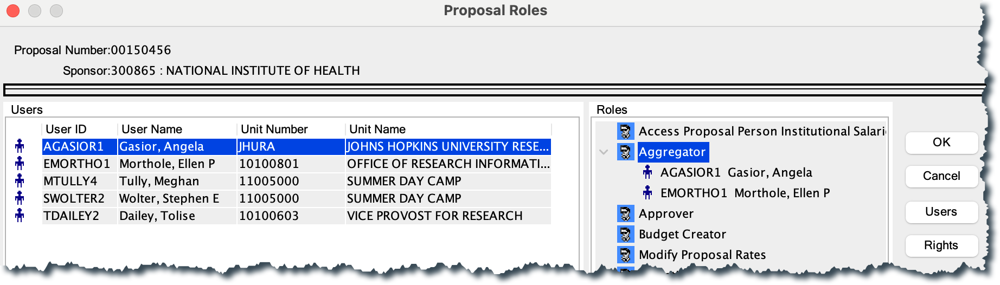 Proposal Roles
Proposal Number:00150456
Sponsor:300865 : NATIONAL INSTITUTE OF HEALTH
Users
User ID User Name Unit Number Unit Name
AGASIOR1 Gasior, Angela JHURA JOHNS HOPKINS UNIVERSITY RESE...
EMORTHO1 Morthole, Ellen P 10100801 OFFICE OF RESEARCH INFORMATI...
MTULLY4 Tully, Meghan 11005000 SUMMER DAY CAMP
SWOLTER2 Wolter, Stephen E 11005000 SUMMER DAY CAMP
TDAILEY2 Dailey, Tolise 10100603 VICE PROVOST FOR RESEARCH
Roles
Access Proposal Person Institutional Salari
Aggregator
AGASIOR1 Gasior, Angela
EMORTHO1 Morthole, Ellen P
Approver
Budget Creator
Modify Proposal Rates
OK
Cancel
Users
Rights